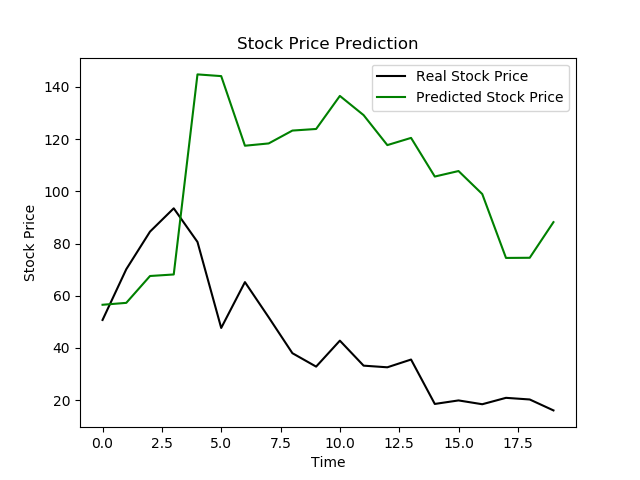 Stock Price Prediction
Real Stock Price
Predicted Stock Price
140
120
100
80
60
40
20
Stock Price
0.0 2.5 5.0 7.5 10.0 12.5 15.0 17.5
Time